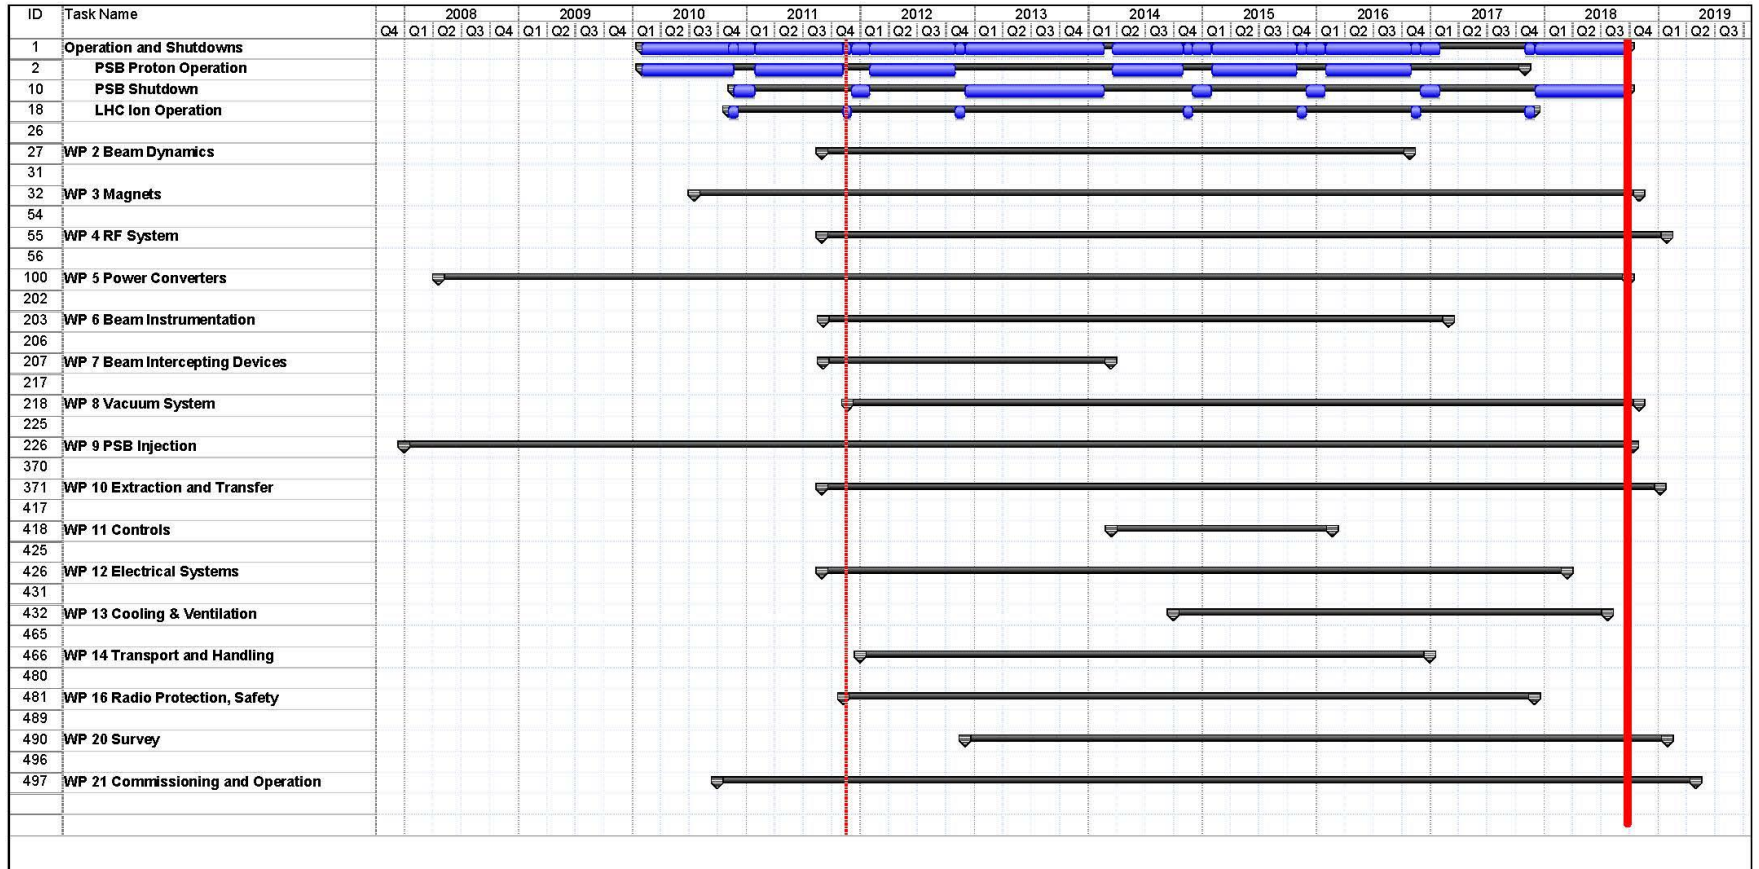 ID Task Name 2008 2009 2010 2011 2012 2013 2014 2015 2016 2017 2018 2019
Q4 Q1 Q2 Q3 Q4 Q1 Q2 Q3 Q4 Q1 Q2 Q3 Q4 Q1 Q2 Q3 Q4 Q1 Q2 Q3 Q4 Q1 Q2 Q3 Q4 Q1 Q2 Q3 Q4 Q1 Q2 Q3 Q4 Q1 Q2 Q3 Q4 Q1 Q2 Q3 Q4 Q1 Q2 Q3 Q4 Q1 Q2 Q3
1 Operation and Shutdowns
2 PSB Proton Operation
10 PSB Shutdown
18 LHC Ion Operation
26
27 WP 2 Beam Dynamics
31
32 WP 3 Magnets
54
55 WP 4 RF System
56
100 WP 5 Power Converters
202
203 WP 6 Beam Instrumentation
206
207 WP 7 Beam Intercepting Devices
217
218 WP 8 Vacuum System
225
226 WP 9 PSB Injection
370
371 WP 10 Extraction and Transfer
417
418 WP 11 Controls
425
426 WP 12 Electrical Systems
431
432 WP 13 Cooling & Ventilation
465
466 WP 14 Transport and Handling
480
481 WP 16 Radio Protection, Safety
489
490 WP 20 Survey
496
497 WP 21 Commissioning and Operation